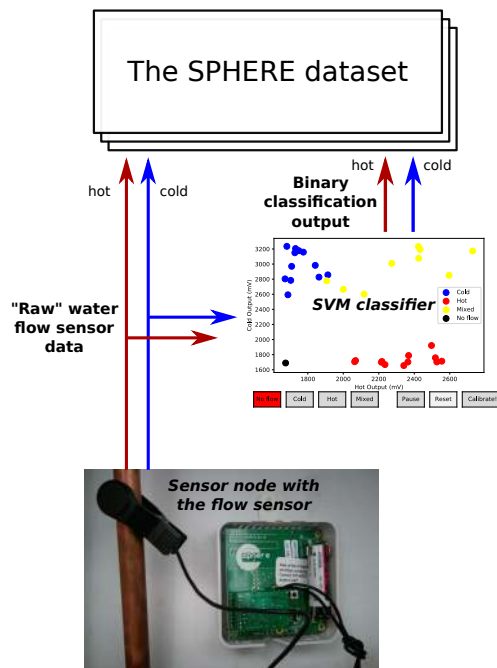 The SPHERE dataset
hot
cold
hot
cold
Binary
classification
output
"Raw" water
flow sensor
data
Cold Output (mV)
3200
3000
2800
2600
2400
2200
2000
1800
1600
SVM classifier
Cold
Hot
Mixed
No flow
1800
2000
2200
2400
2600
Hot Output (mV)
No flow
Cold
Hot
Mixed
Pause
Reset
Calibrate!
Sensor node with
the flow sensor
sphere